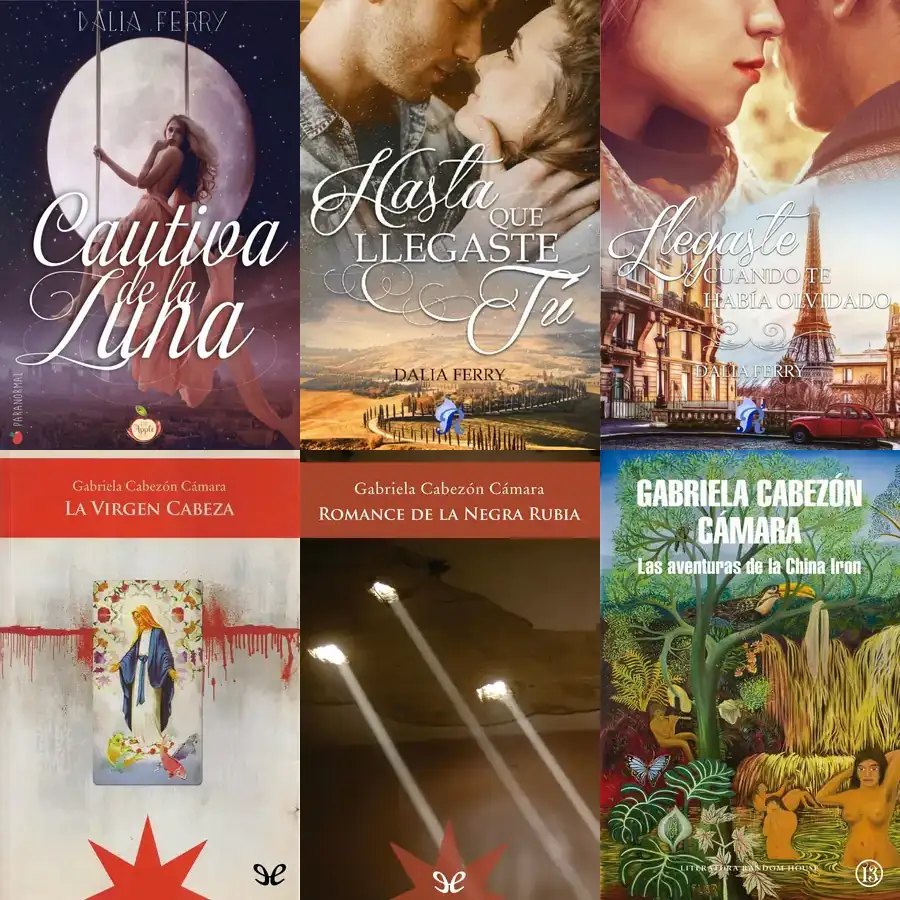 DALIA FERRY
Cautiva
de la
Luna
PARANORMAL
Apple
Hasta
QUE
LLEGASTE
Tú
DALIA FERRY
Llegaste
CUANDO TE
HABÍA OLVIDADO
DALIA FERRY
Gabriela Cabezón Cámara
LA VIRGEN CABEZA
Gabriela Cabezón Cámara
ROMANCE DE LA NEGRA RUBIA
GABRIELA CABEZÓN
CÁMARA
Las aventuras de la China Iron
LITERATURA RANDOM HOUSE
13